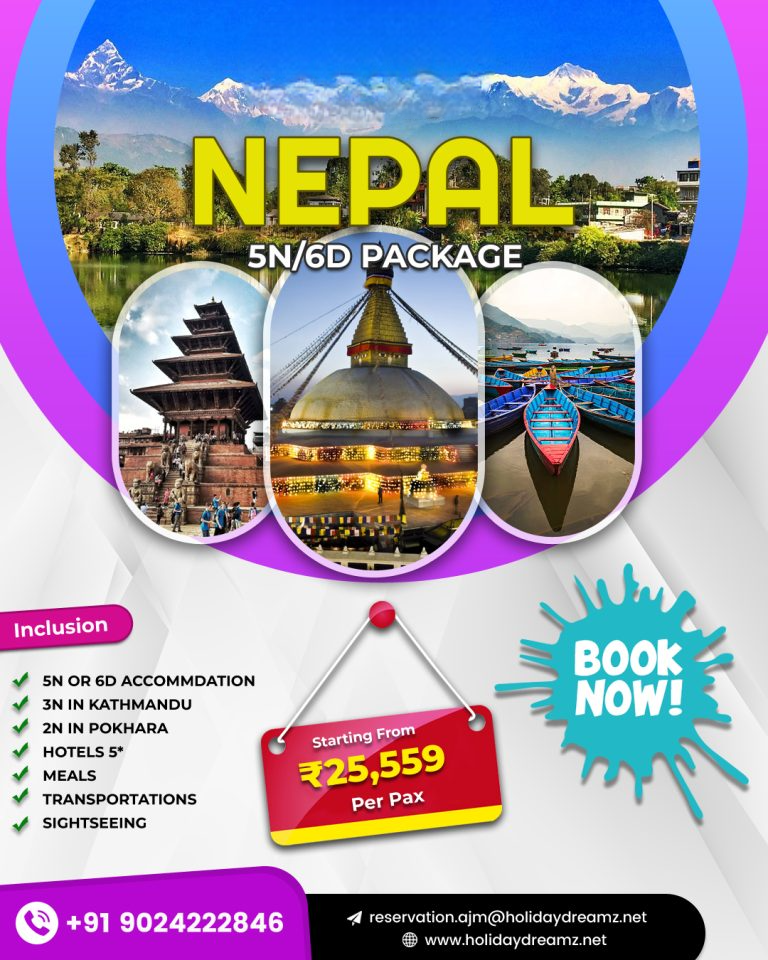 NEPAL
5N/6D PACKAGE
Inclusion
5N OR 6D ACCOMMDATION
3N IN KATHMANDU
2N IN POKHARA
HOTELS 5*
MEALS
TRANSPORTATIONS
SIGHTSEEING
Starting From
₹25,559
Per Pax
BOOK
NOW!
+91 9024222846
reservation.ajm@holidaydreamz.net
www.holidaydreamz.net